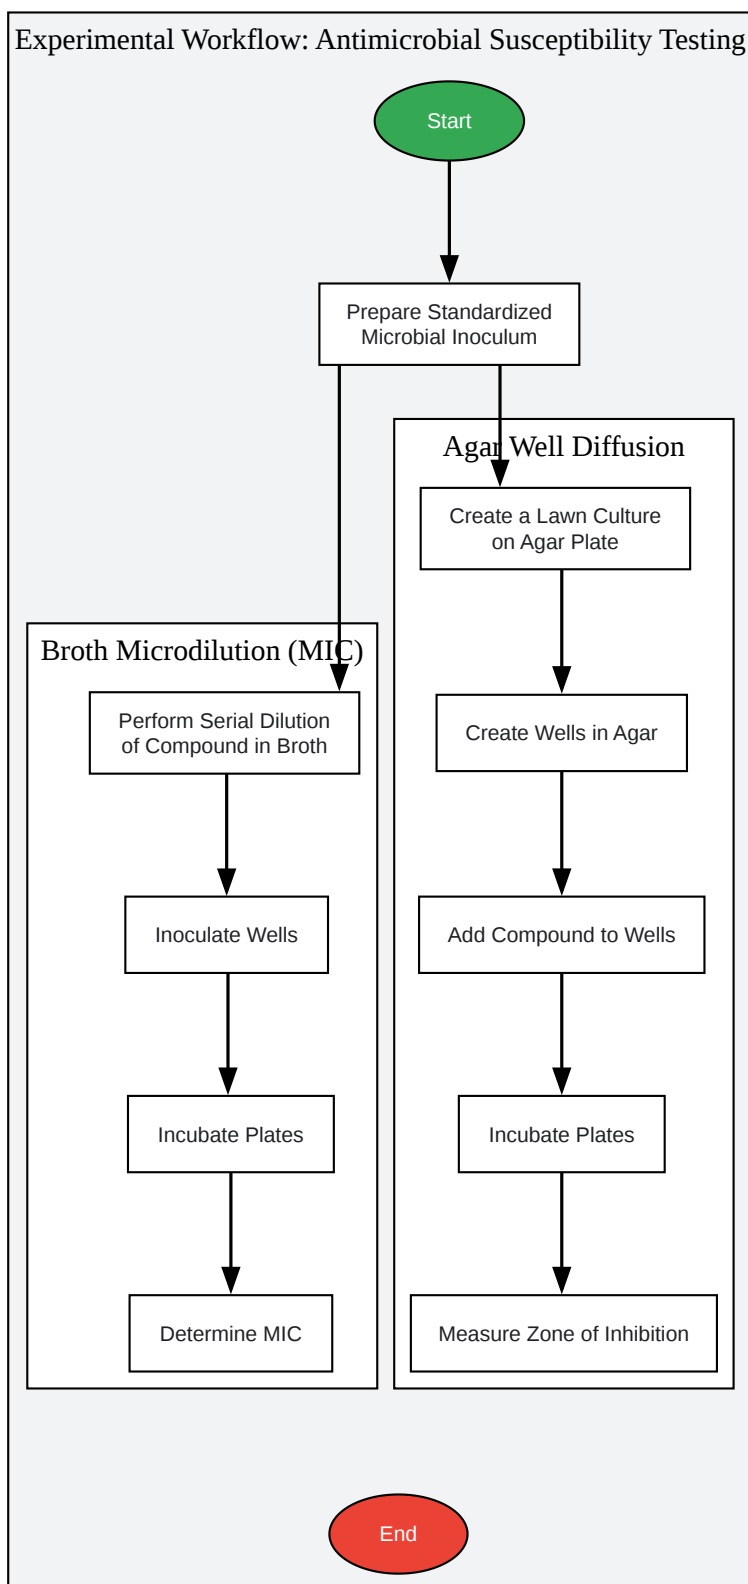 Experimental Workflow: Antimicrobial Susceptibility Testing
Start
Prepare Standardized
Microbial Inoculum
Broth Microdilution (MIC)
Perform Serial Dilution
of Compound in Broth
Inoculate Wells
Incubate Plates
Determine MIC
Agar Well Diffusion
Create a Lawn Culture
on Agar Plate
Create Wells in Agar
Add Compound to Wells
Incubate Plates
Measure Zone of Inhibition
End